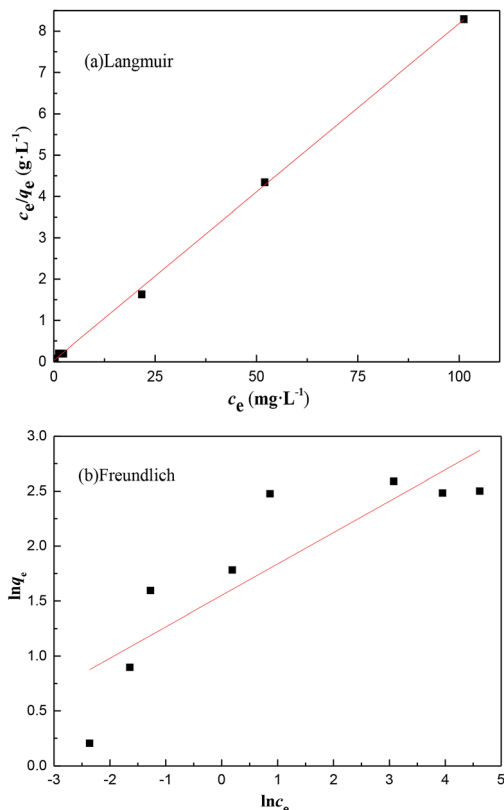 (a)Langmuir
8
7
6
5
4
3
2
1
0
0 25 50 75 100
ce/qe (g·L-1)
ce (mg·L-1)
(b)Freundlich
3.0
2.5
2.0
1.5
1.0
0.5
0.0
-3 -2 -1 0 1 2 3 4 5
lnqe
lnce